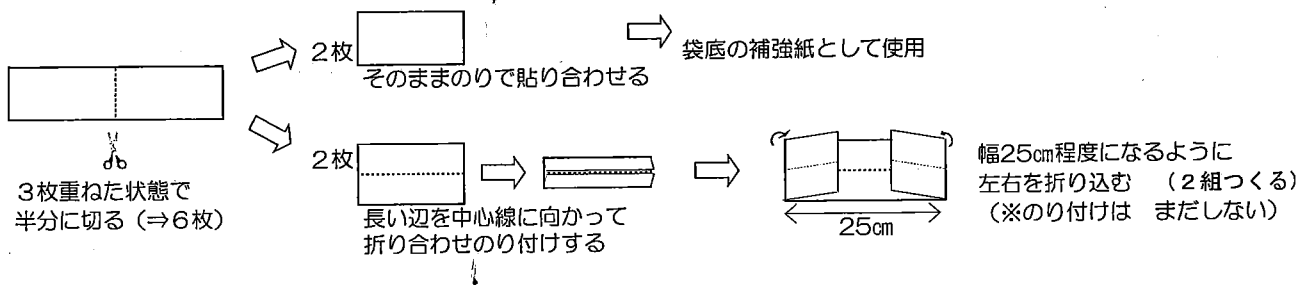 3枚重ねた状態で
半分に切る（⇒6枚）
2枚
そのままのりで貼り合わせる
袋底の補強紙として使用
2枚
長い辺を中心線に向かって
折り合わせのり付けする
25㎝
幅25㎝程度になるように
左右を折り込む （2組つくる）
（※のり付けは まだしない）